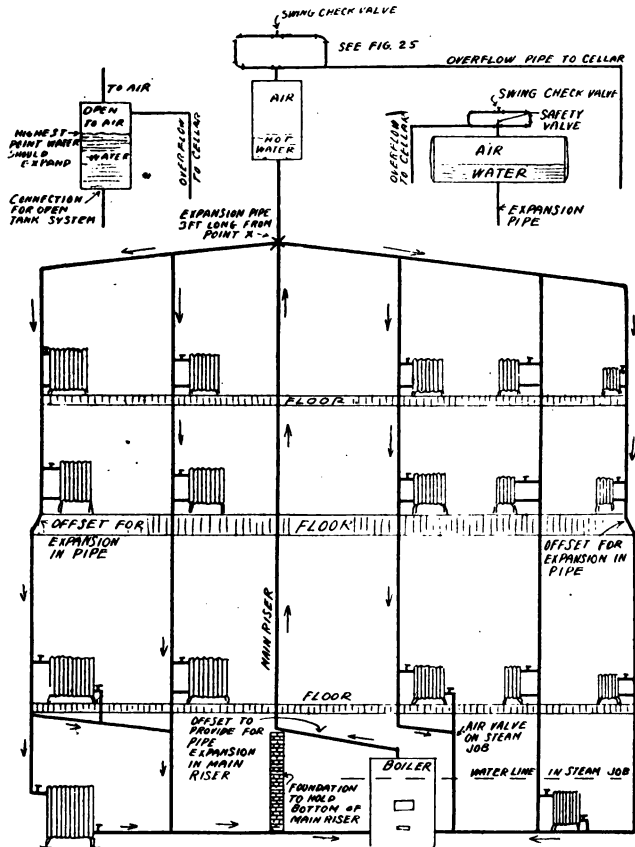 SWING CHECK VALVE
SEE FIG. 25
OVERFLOW PIPE TO CELLAR
TO AIR
OPEN
TO AIR
HIGHEST
POINT WATER
SHOULD
EXPAND
WATER
OVERFLOW
TO CELLAR
CONNECTION
FOR OPEN
TANK SYSTEM
AIR
HOT
WATER
SWING CHECK VALVE
SAFETY
VALVE
OVERFLOW
TO CELLAR
AIR
WATER
EXPANSION
PIPE
EXPANSION PIPE
3FT LONG FROM
POINT X
FLOOR
OFFSET FOR
EXPANSION
IN PIPE
FLOOR
OFFSET FOR
EXPANSION IN
PIPE
MAIN RISER
FLOOR
OFFSET TO
PROVIDE FOR
PIPE
EXPANSION
IN MAIN
RISER
AIR VALVE
ON STEAM
JOB
BOILER
WATER LINE IN STEAM JOB
FOUNDATION
TO HOLD
BOTTOM OF
MAIN RISER